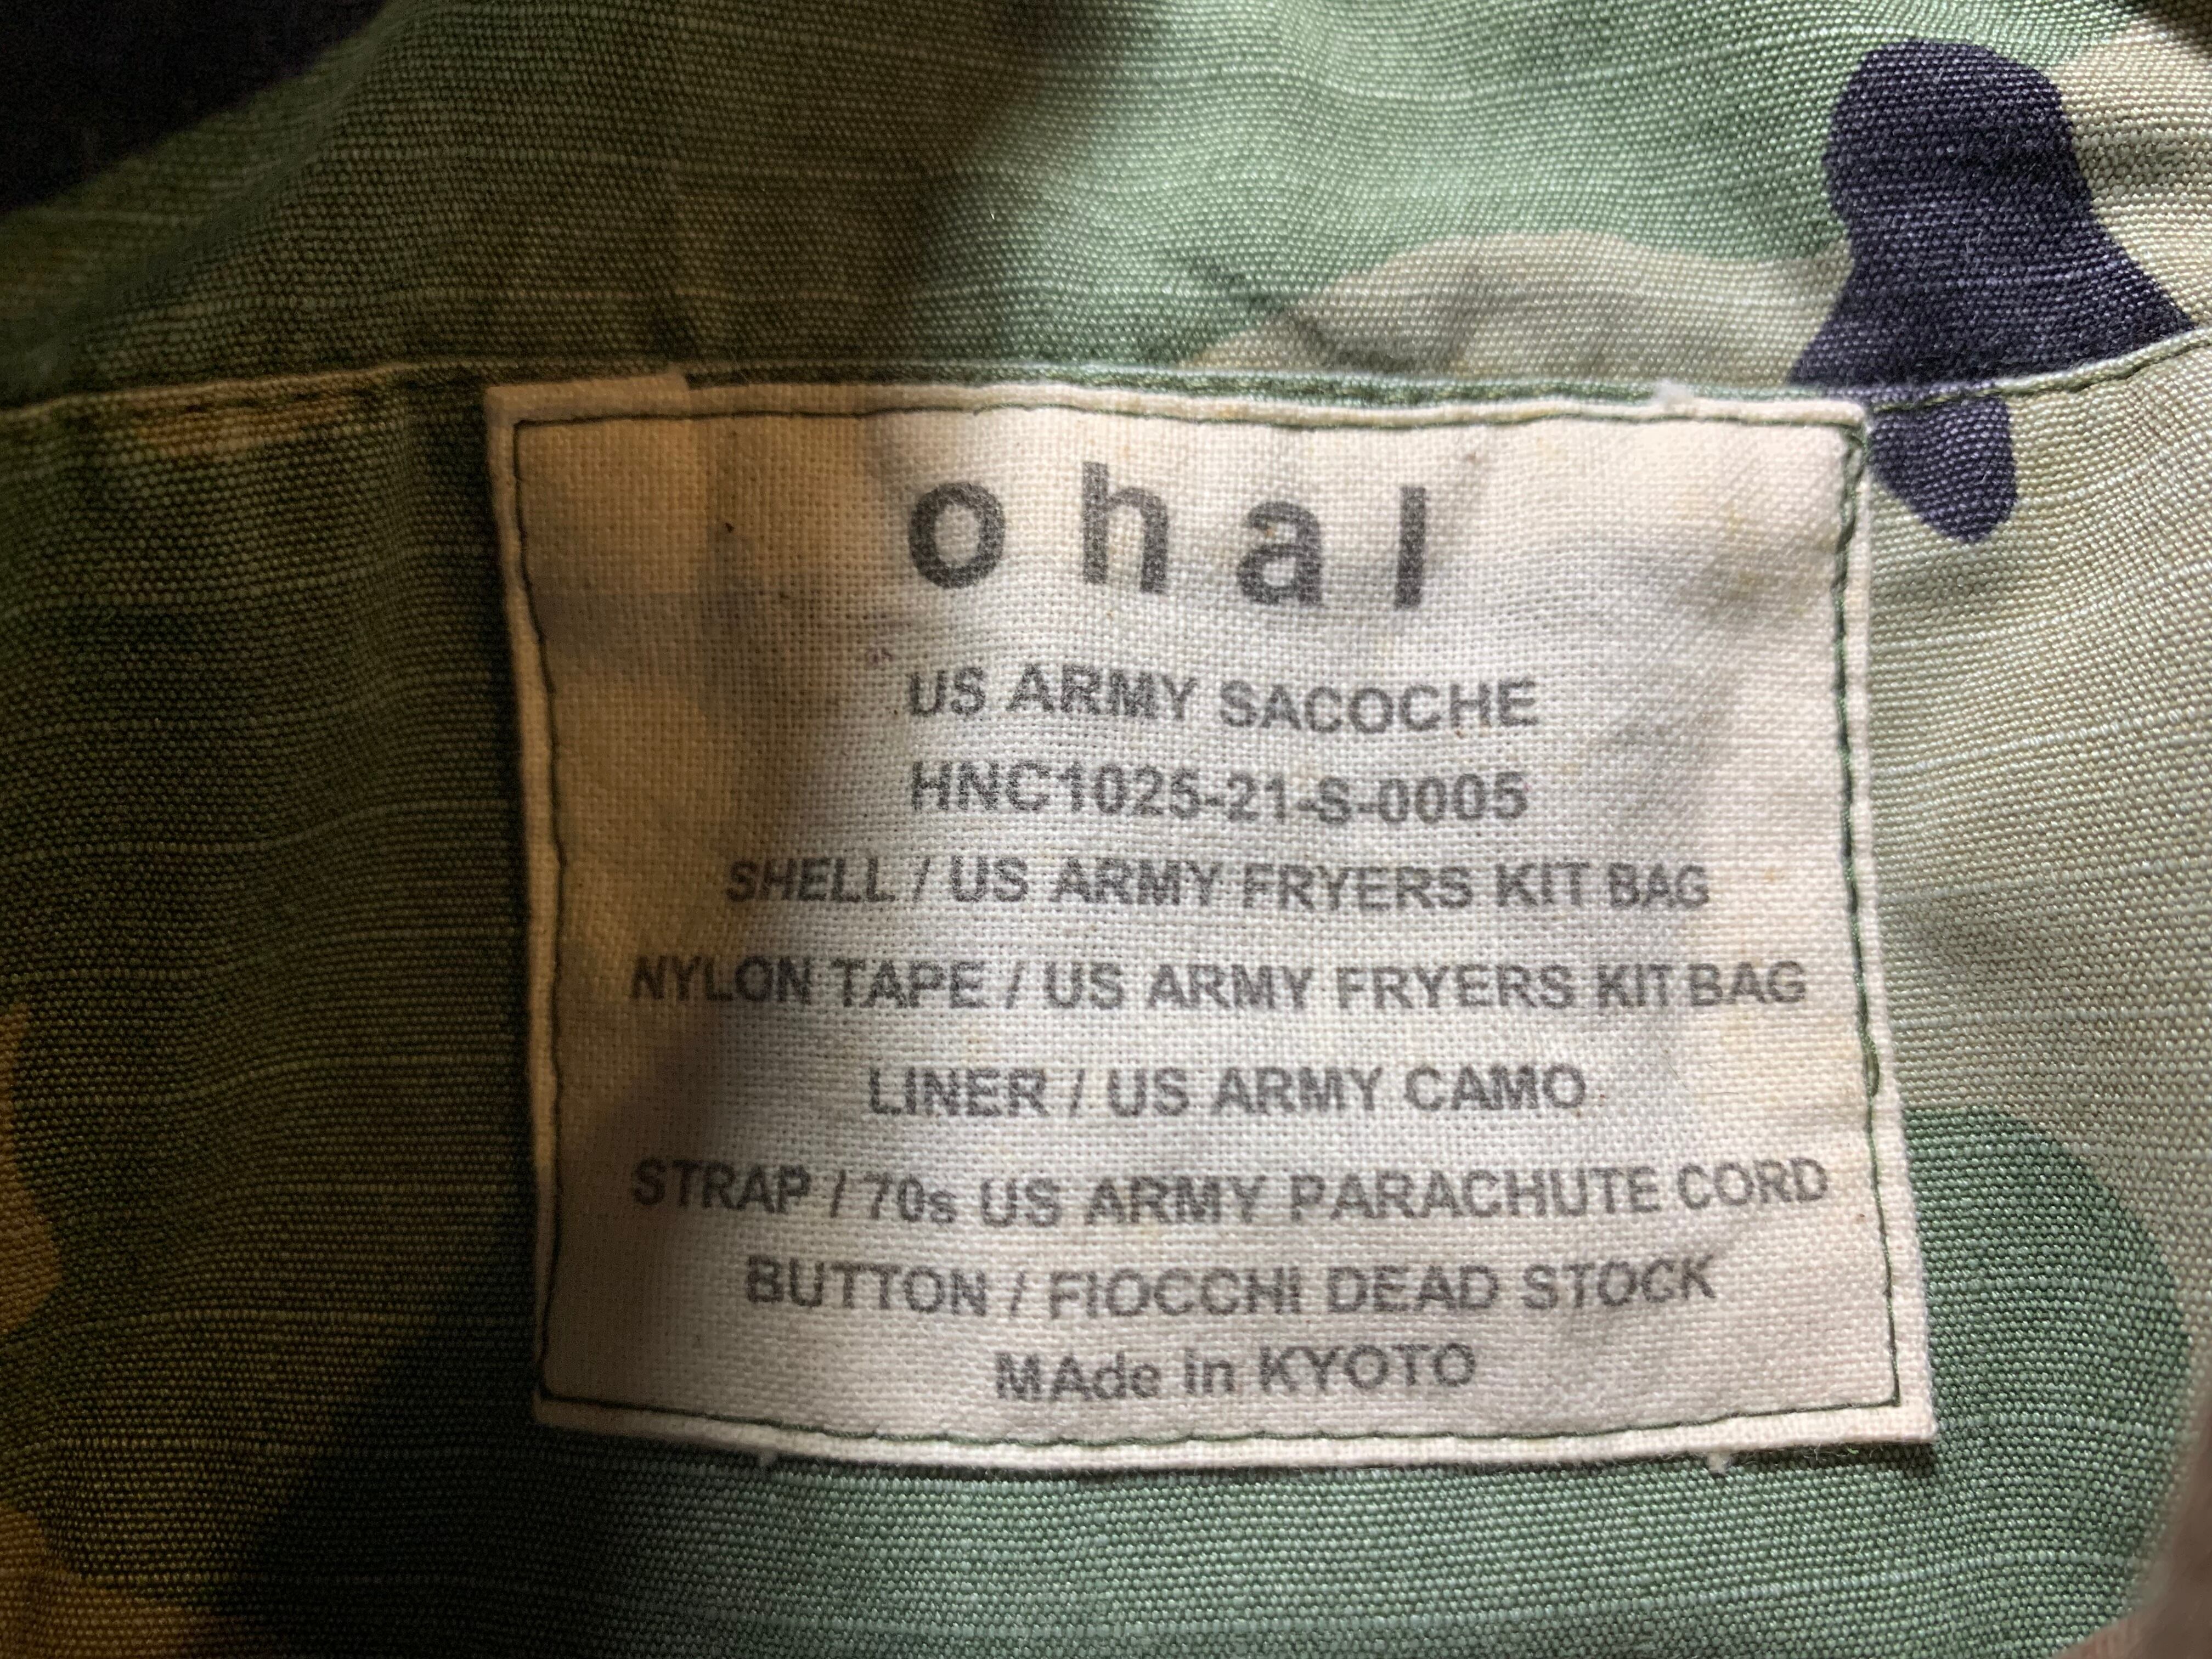 ohal
US ARMY SACOCHE
HNC1025-21-S-0005
SHELL / US ARMY FRYERS KIT BAG
NYLON TAPE / US ARMY FRYERS KIT BAG
LINER / US ARMY CAMO
STRAP / 70s US ARMY PARACHUTE CORD
BUTTON / FIOCCHI DEAD STOCK
MAde in KYOTO